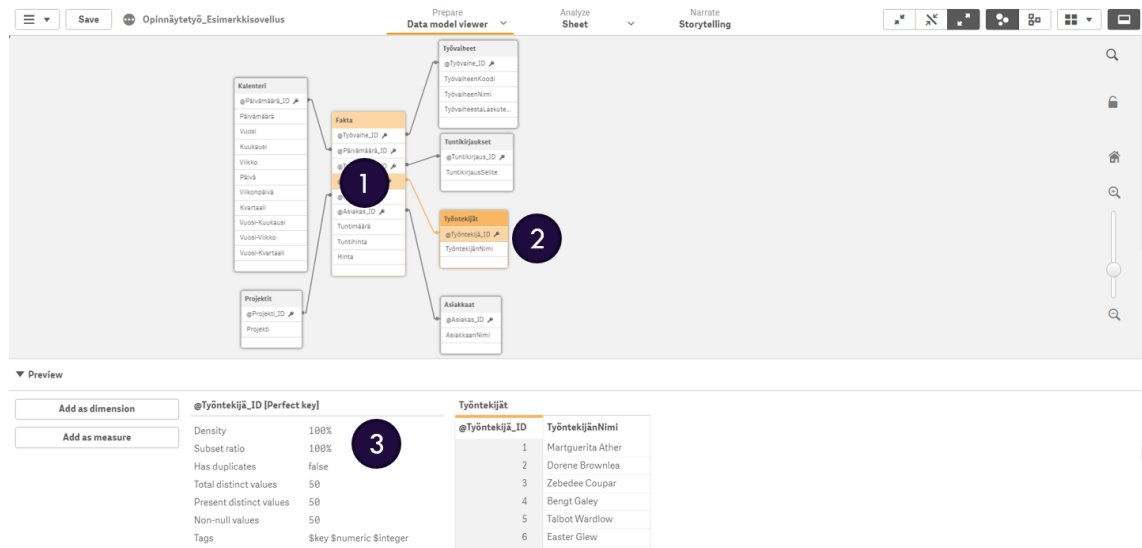 Save
Opinnäytetyö_Esimerkkisovellus
Prepare
Data model viewer
Analyze
Sheet
Narrate
Storytelling
Kalenteri
@Päivämäärä_ID
Päivämäärä
Vuosi
Kuukausi
Viikko
Päivä
Viikonpäivä
Kvartaali
Vuosi-Kuukausi
Vuosi-Viikko
Vuosi-Kvartaali
Projektit
@Projekti_ID
Projekti
Fakta
@Työvaihe_ID
@Päivämäärä_ID
1
@Asiakas_ID
Tuntimäärä
Tuntihinta
Hinta
Työvaiheet
@Työvaihe_ID
TyövaiheenKoodi
TyövaiheenNimi
TyövaiheestaLaskute...
Tuntikirjaukset
@Tuntikirjaus_ID
TuntikirjausSelite
Työntekijät
@Työntekijä_ID
TyöntekijänNimi
2
Asiakkaat
@Asiakas_ID
AsiakkaanNimi
Preview
Add as dimension
Add as measure
@Työntekijä_ID [Perfect key]
Density 100%
Subset ratio 100%
Has duplicates false
Total distinct values 50
Present distinct values 50
Non-null values 50
Tags $key $numeric $integer
3
Työntekijät
@Työntekijä_ID TyöntekijänNimi
1 Martguerita Ather
2 Dorene Brownlea
3 Zebedee Coupar
4 Bengt Galey
5 Talbot Wardlow
6 Easter Glew